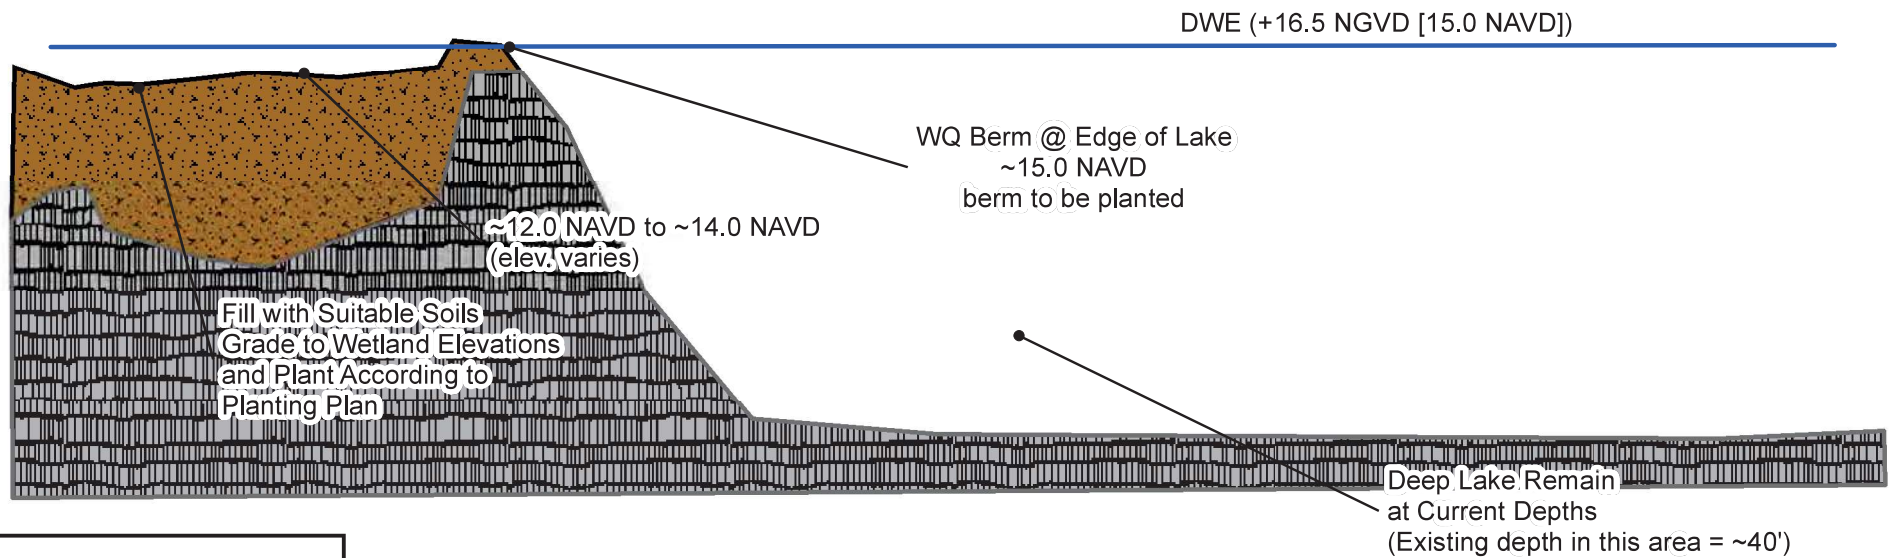 DWE (+16.5 NGVD [15.0 NAVD])
WQ Berm @ Edge of Lake
~15.0 NAVD
berm to be planted
~12.0 NAVD to ~14.0 NAVD
(elev. varies)
Fill with Suitable Soils
Grade to Wetland Elevations
and Plant According to
Planting Plan
Deep Lake Remain
at Current Depths
(Existing depth in this area = ~40')